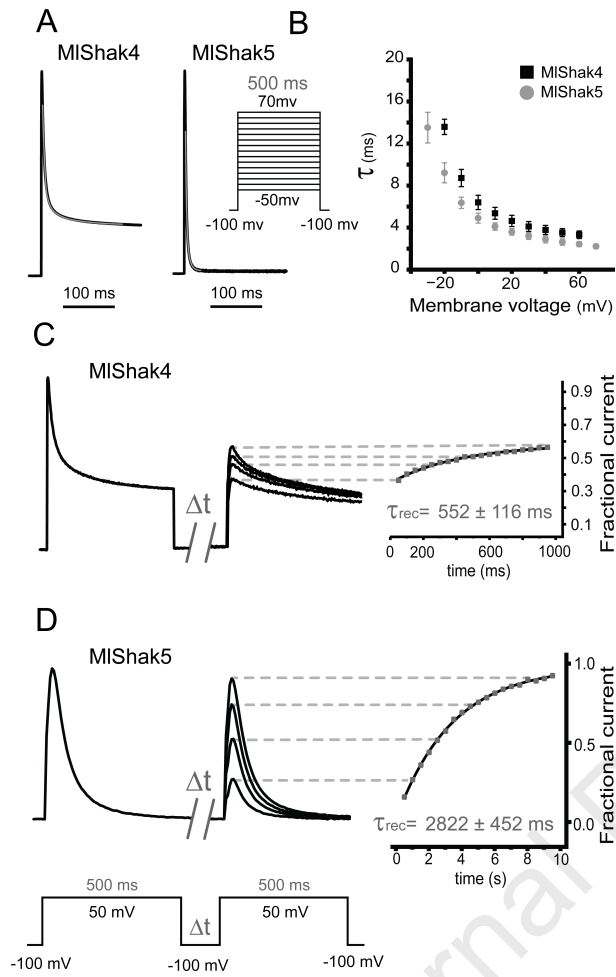 A
MlShak4
MlShak5
500 ms
70mv
-50mv
-100 mv
-100 mv
100 ms
100 ms
B
20
16
12
8
4
0
τ (ms)
MlShak4
MlShak5
−20
20
60
Membrane voltage (mV)
C
MlShak4
Δt
τrec= 552 ± 116 ms
0.9
0.7
0.5
0.3
0.1
Fractional current
200
600
1000
time (ms)
D
MlShak5
Δt
τrec= 2822 ± 452 ms
1.0
0.5
0.0
Fractional current
0
2
4
6
8
10
time (s)
500 ms
50 mV
Δt
500 ms
50 mV
-100 mV
-100 mV
-100 mV